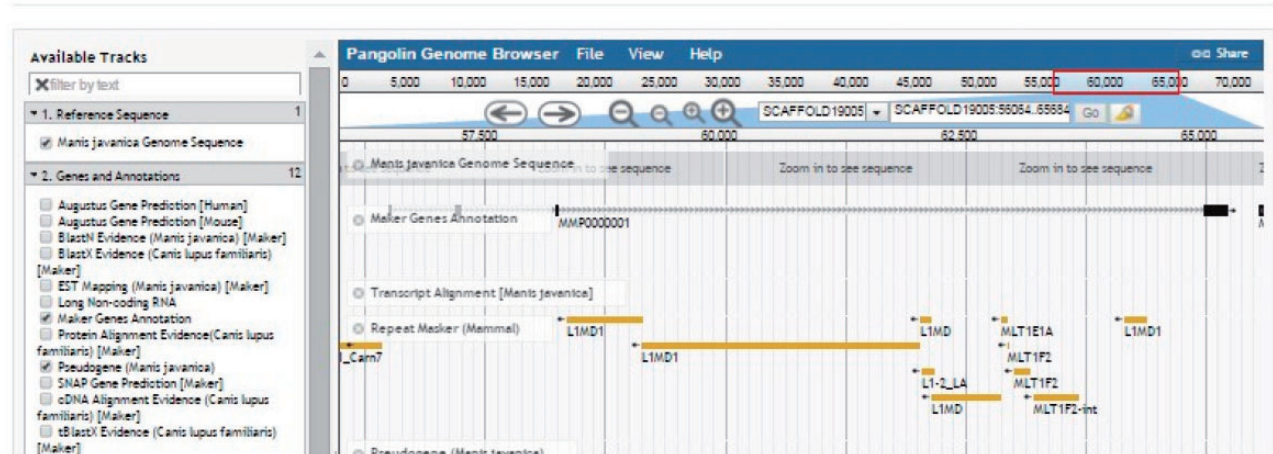 Available Tracks
filter by text
1. Reference Sequence 1
Manis javanica Genome Sequence
2. Genes and Annotations 12
Augustus Gene Prediction [Human]
Augustus Gene Prediction [Mouse]
BlastN Evidence (Manis javanica) [Maker]
BlastX Evidence (Canis lupus familiaris)
[Maker]
EST Mapping (Manis javanica) [Maker]
Long Non-coding RNA
Maker Genes Annotation
Protein Alignment Evidence(Canis lupus
familiaris) [Maker]
Pseudogene (Manis javanica)
SNAP Gene Prediction [Maker]
cDNA Alignment Evidence (Canis lupus
familiaris) [Maker]
tBlastX Evidence (Canis lupus familiaris)
[Maker]
Pangolin Genome Browser File View Help Share
0 5,000 10,000 15,000 20,000 25,000 30,000 35,000 40,000 45,000 50,000 55,000 60,000 65,000 70,000
SCAFFOLD19005 SCAFFOLD19005:56064..65684 Go
57,500 60,000 62,500 65,000
Manis javanica Genome Sequence Zoom in to see sequence Zoom in to see sequence
Maker Genes Annotation
MMP0000001
Transcript Alignment [Manis javanica]
Repeat Masker (Mammal)
L1MD1 L1MD MLT1E1A L1MD1
L1MD1 MLT1F2
L1-2_LA MLT1F2
L1MD MLT1F2-int
Pseudogene (Manis javanica)